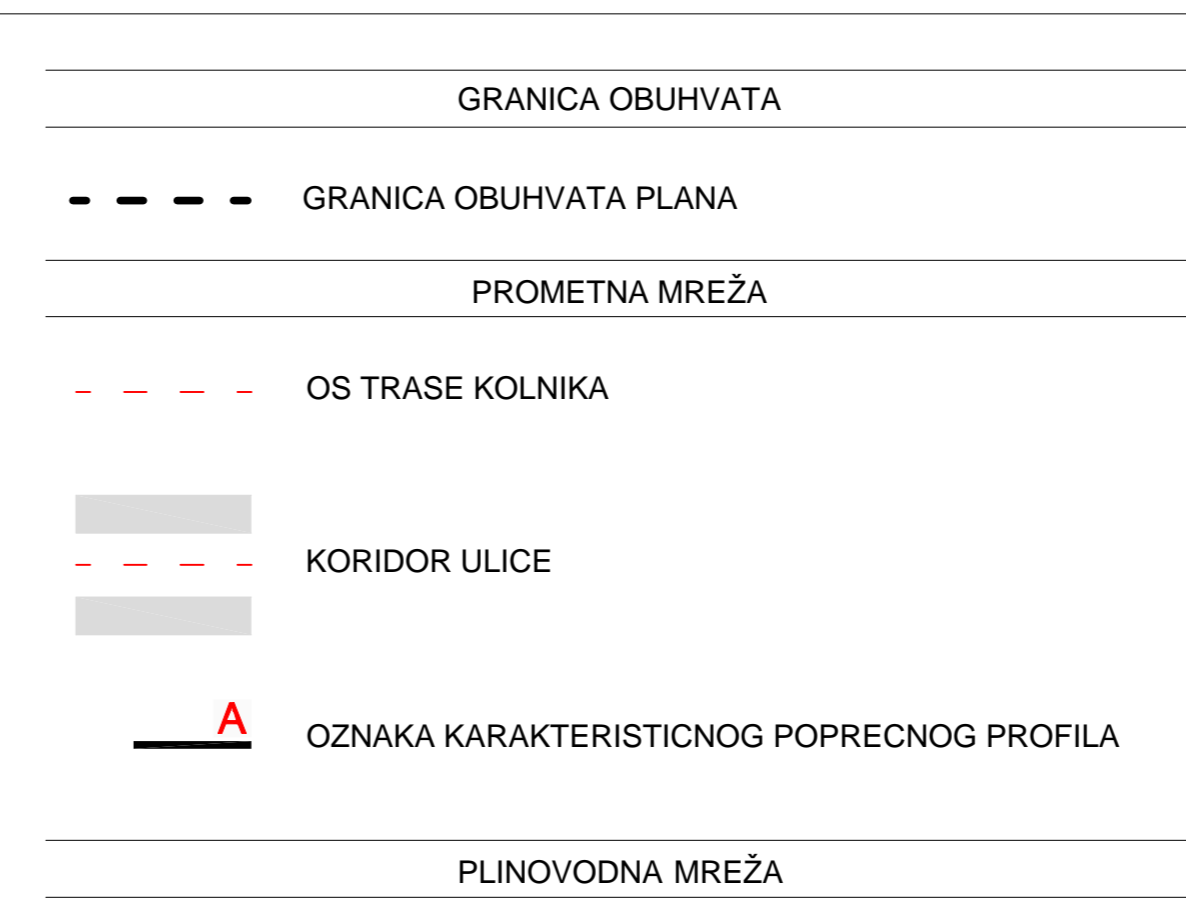 GRANICA OBUHVATA
GRANICA OBUHVATA PLANA
PROMETNA MREŽA
OS TRASE KOLNIKA
KORIDOR ULICE
A
OZNAKA KARAKTERISTICNOG POPRECNOG PROFILA
PLINOVODNA MREŽA